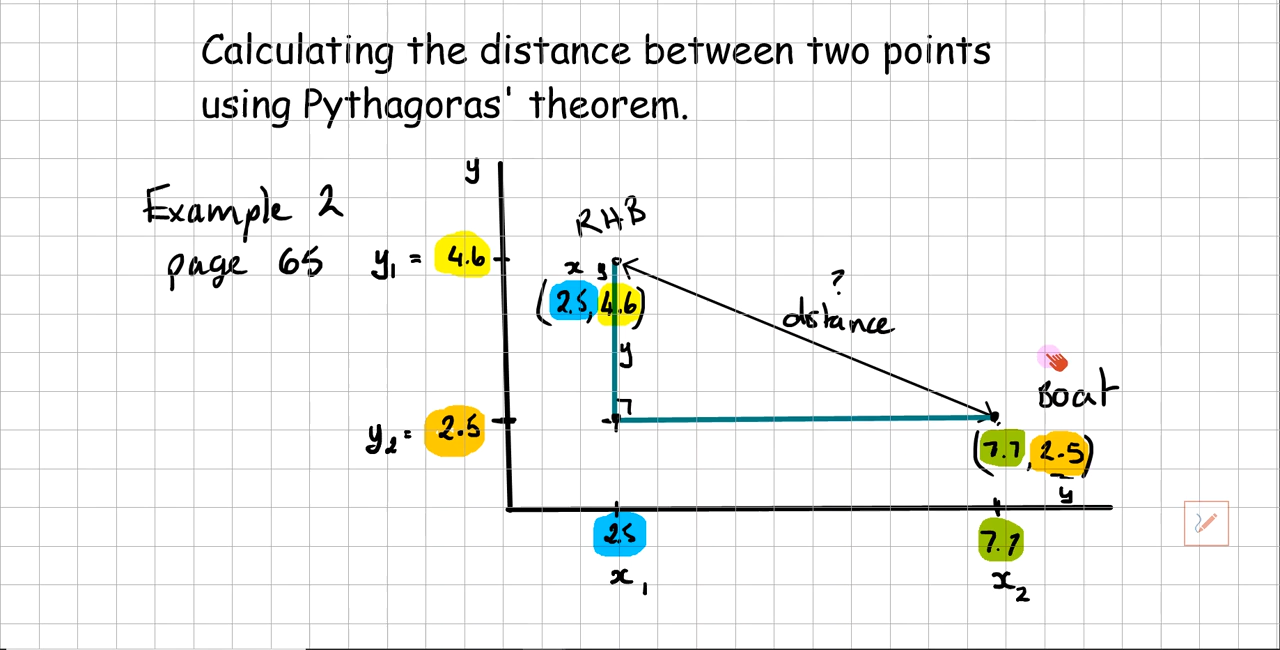 Calculating the distance between two points
using Pythagoras' theorem.
y
Example 2
page 65
RHB
y₁ = 4.6
x y
(2.5, 4.6)
?
distance
y
Boat
y₂ = 2.5
(7.7, 2.5)
y
2.5
7.7
x₁
x₂